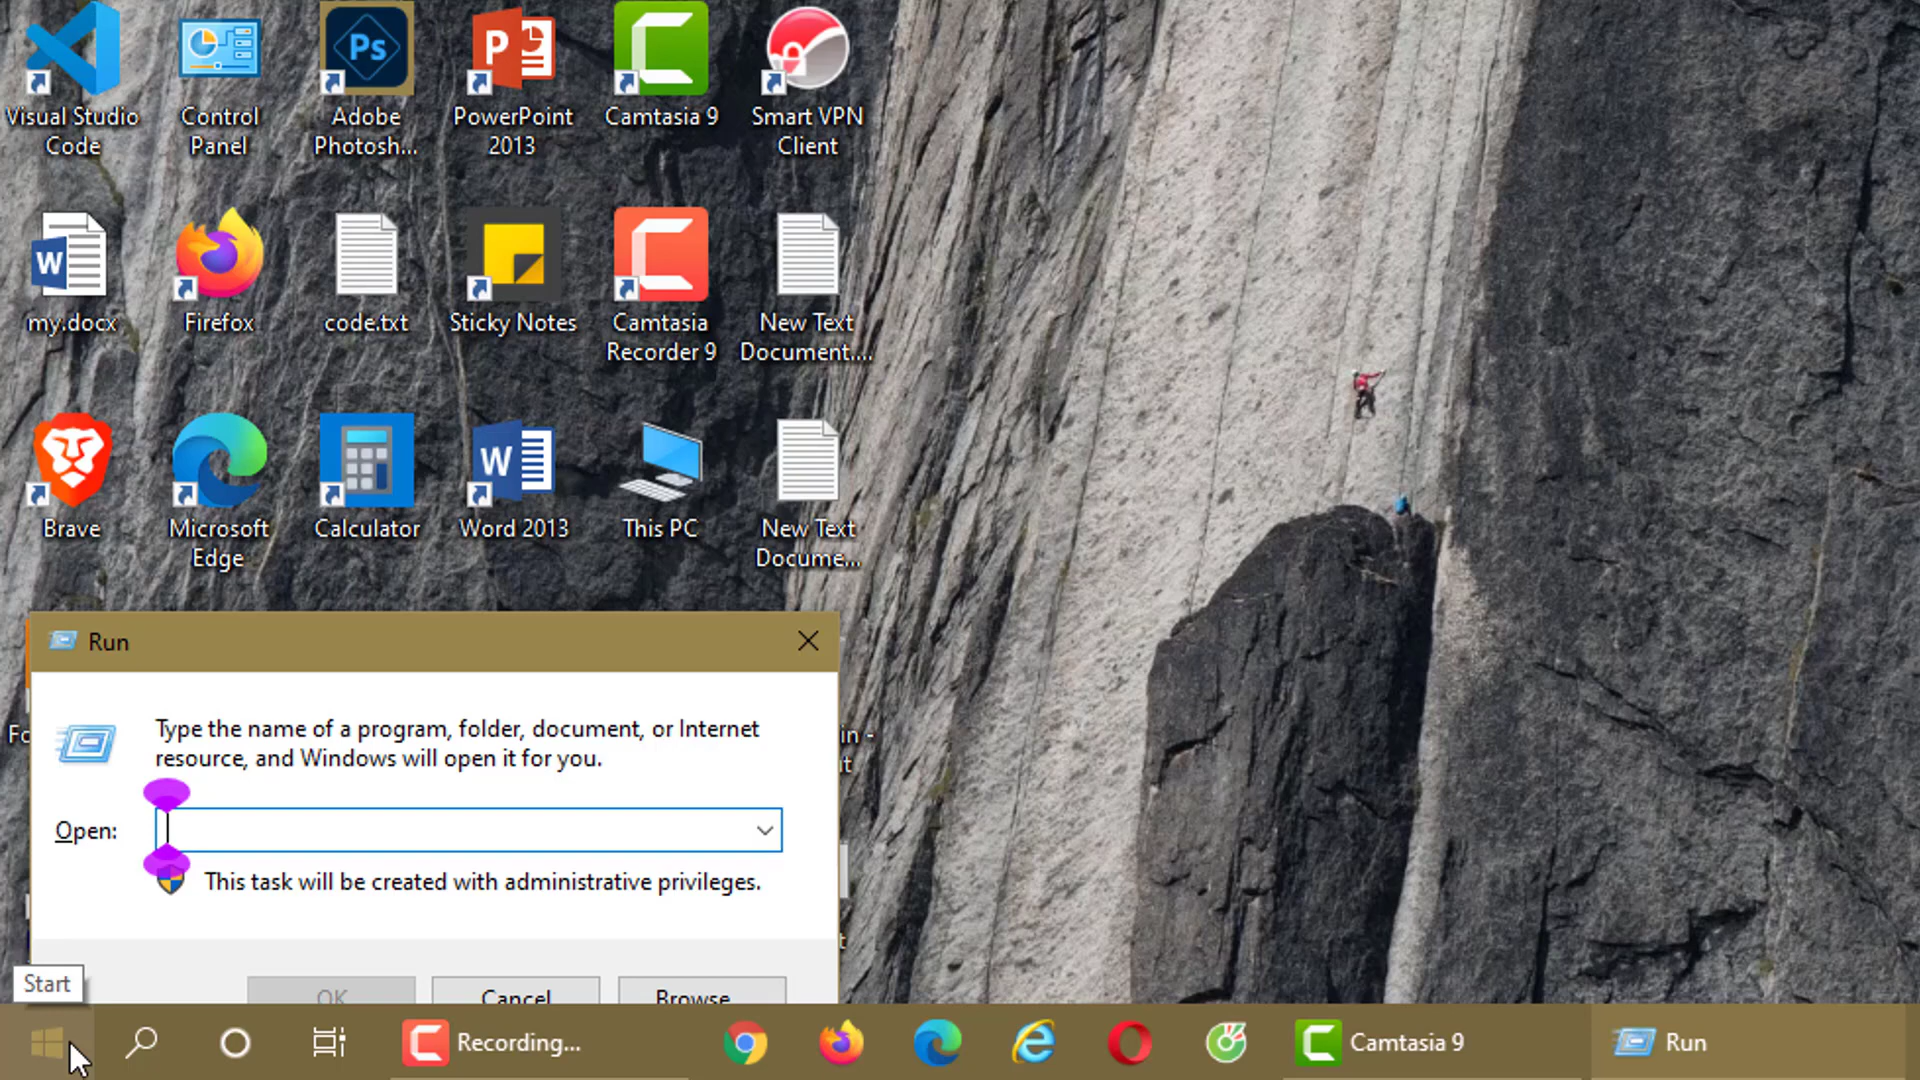 Visual Studio
Code
Control
Panel
Ps
Adobe
Photosh...
P
PowerPoint
2013
Camtasia 9
Smart VPN
Client
W
my.docx
Firefox
code.txt
Sticky Notes
Camtasia
Recorder 9
New Text
Document....
Brave
Microsoft
Edge
Calculator
W
Word 2013
This PC
New Text
Docume...
Run
Type the name of a program, folder, document, or Internet
resource, and Windows will open it for you.
Open:
This task will be created with administrative privileges.
OK
Cancel
Browse...
Start
Recording...
Camtasia 9
Run